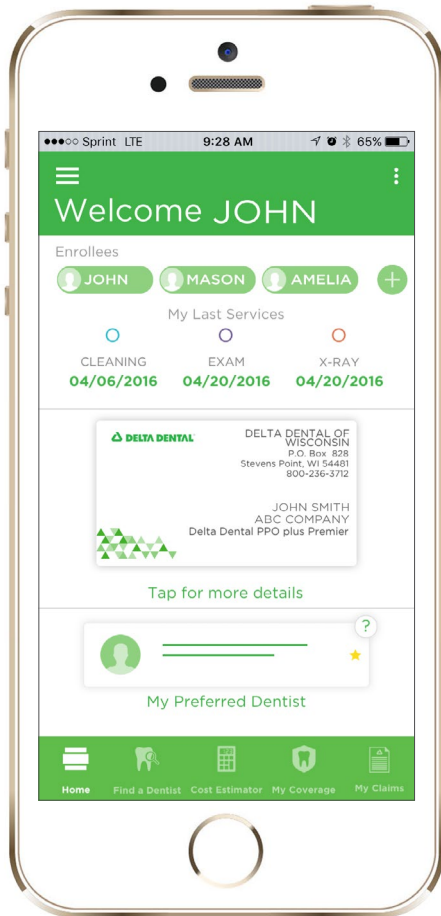 Sprint LTE 9:28 AM 65%
Welcome JOHN
Enrollees
JOHN MASON AMELIA +
My Last Services
CLEANING EXAM X-RAY
04/06/2016 04/20/2016 04/20/2016
DELTA DENTAL
DELTA DENTAL OF
WISCONSIN
P.O. Box 828
Stevens Point, WI 54481
800-236-3712
JOHN SMITH
ABC COMPANY
Delta Dental PPO plus Premier
Tap for more details
?
My Preferred Dentist
Home Find a Dentist Cost Estimator My Coverage My Claims